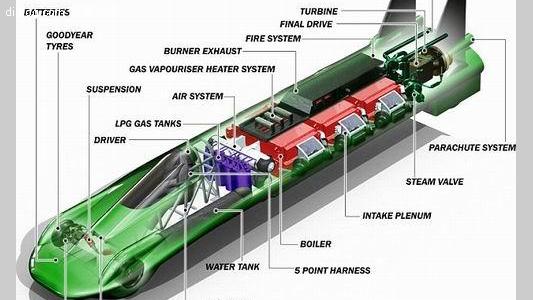 BATTERIES
GOODYEAR
TYRES
SUSPENSION
LPG GAS TANKS
DRIVER
AIR SYSTEM
GAS VAPOURISER HEATER SYSTEM
BURNER EXHAUST
FIRE SYSTEM
FINAL DRIVE
TURBINE
PARACHUTE SYSTEM
STEAM VALVE
INTAKE PLENUM
BOILER
5 POINT HARNESS
WATER TANK